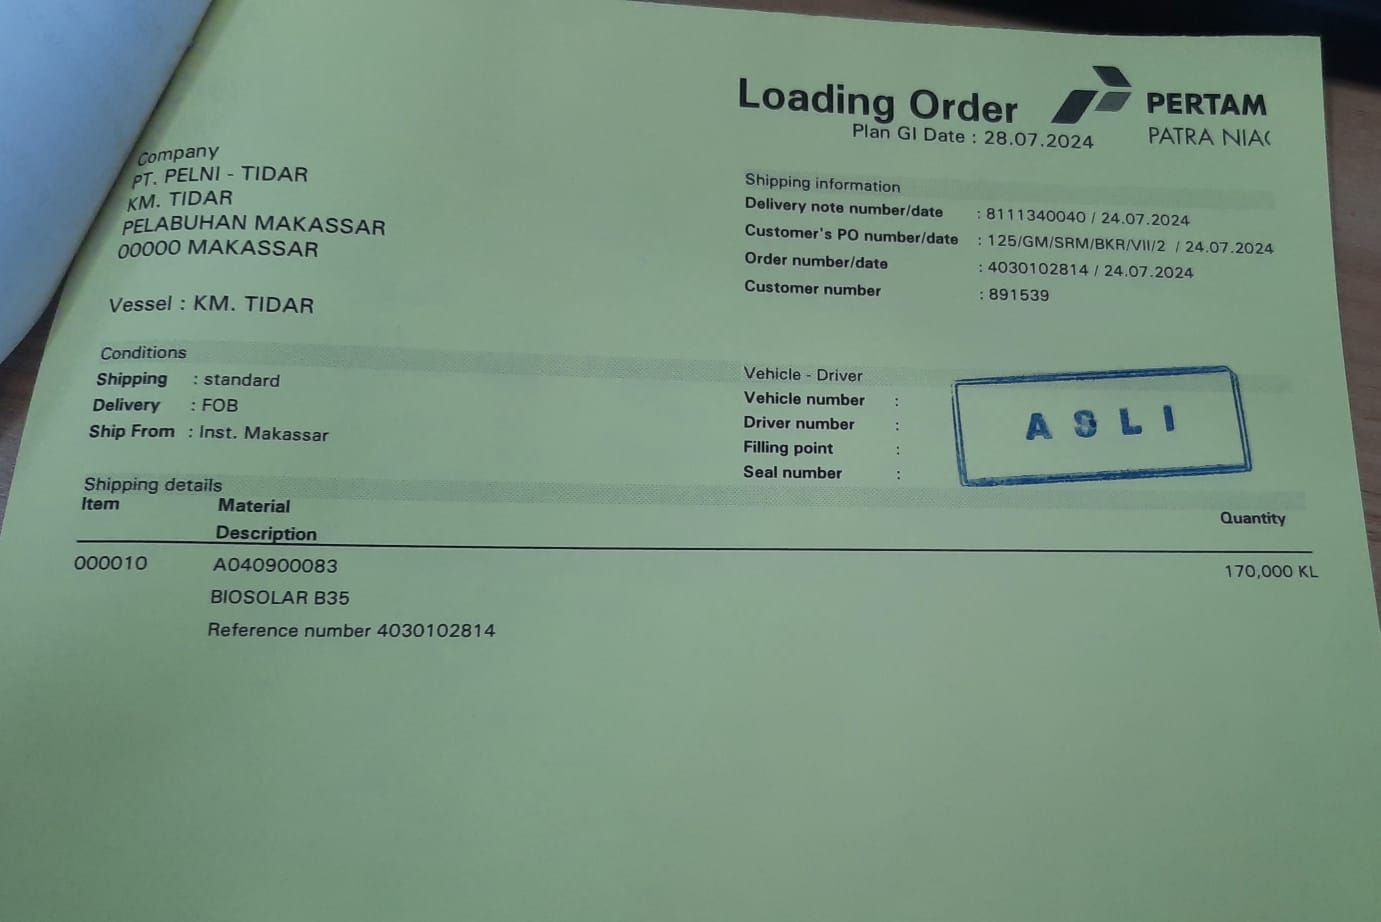 Loading Order
PERTAM
PATRA NIA
Plan GI Date : 28.07.2024
Company
PT. PELNI - TIDAR
KM. TIDAR
PELABUHAN MAKASSAR
00000 MAKASSAR
Vessel : KM. TIDAR
Shipping information
Delivery note number/date : 8111340040 / 24.07.2024
Customer's PO number/date : 125/GM/SRM/BKR/VII/2 / 24.07.2024
Order number/date : 4030102814 / 24.07.2024
Customer number : 891539
Conditions
Shipping : standard
Delivery : FOB
Ship From : Inst. Makassar
Vehicle - Driver
Vehicle number :
Driver number :
Filling point :
Seal number :
ASLI
Shipping details
Item Material Quantity
Description
000010 A040900083 170,000 KL
BIOSOLAR B35
Reference number 4030102814